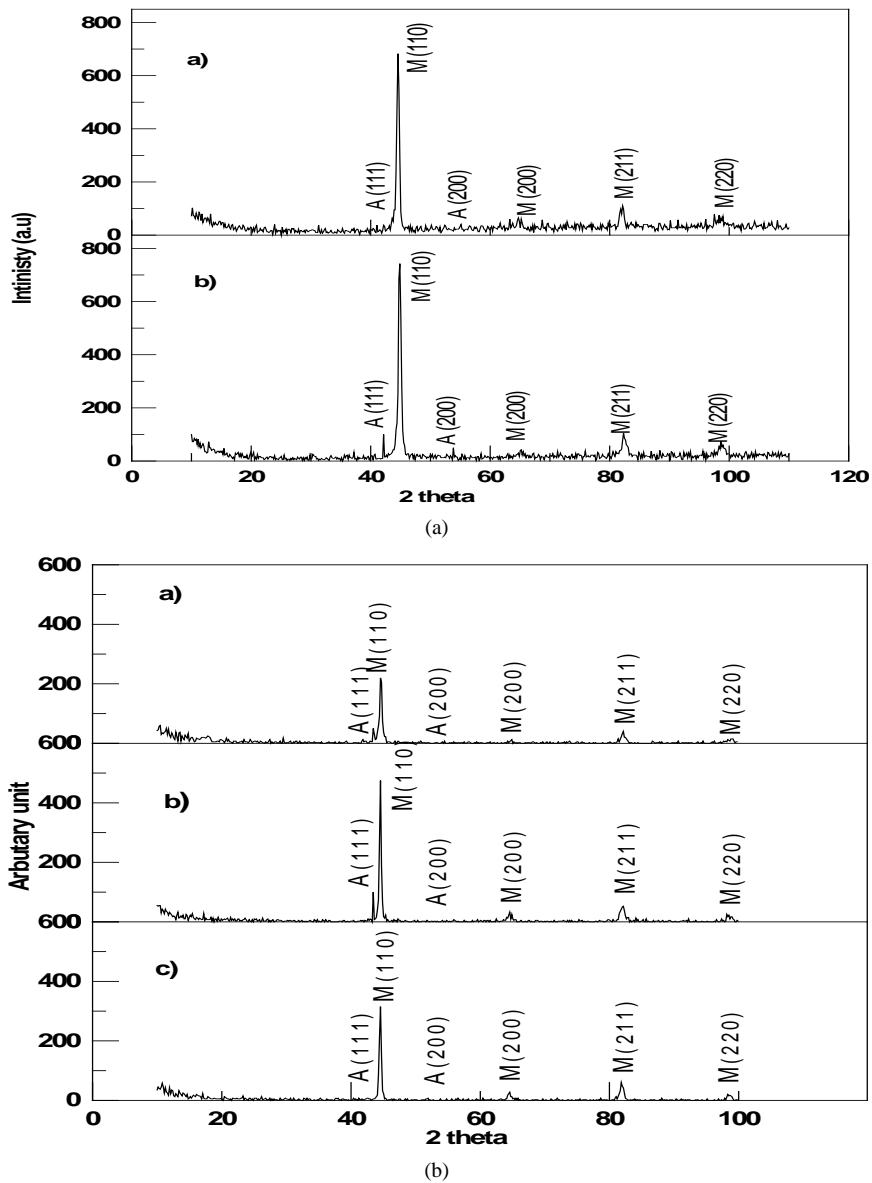 800
a)
M (110)
600
400
A (111)
A (200)
M (200)
M (211)
M (220)
200
0
Intinisty (a.u)
800
b)
M (110)
600
400
A (111)
A (200)
M (200)
M (211)
M (220)
200
0
0 20 40 60 80 100 120
2 theta
(a)
600
a)
M (110)
400
200
A (111)
A (200)
M (200)
M (211)
M (220)
600
b)
M (110)
400
Arbutary unit
200
A (111)
A (200)
M (200)
M (211)
M (220)
600
c)
M (110)
400
200
A (111)
A (200)
M (200)
M (211)
M (220)
0
0 20 40 60 80 100
2 theta
(b)